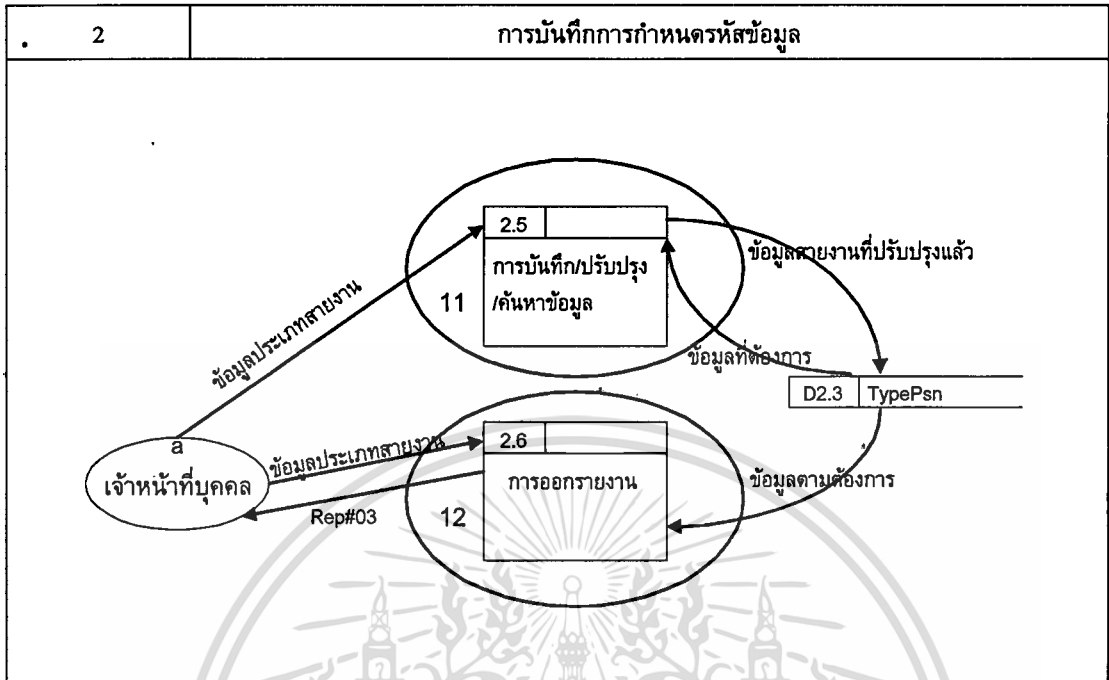 2 การบันทึกการกำหนดรหัสข้อมูล
2.5
การบันทึก/ปรับปรุง
/ค้นหาข้อมูล
11
ข้อมูลสายงานที่ปรับปรุงแล้ว
ข้อมูลประเภทสายงาน
ข้อมูลที่ต้องการ
D2.3 TypePsn
a
เจ้าหน้าที่บุคคล
ข้อมูลประเภทสายงาน
Rep#03
2.6
การออกรายงาน
12
ข้อมูลตามต้องการ